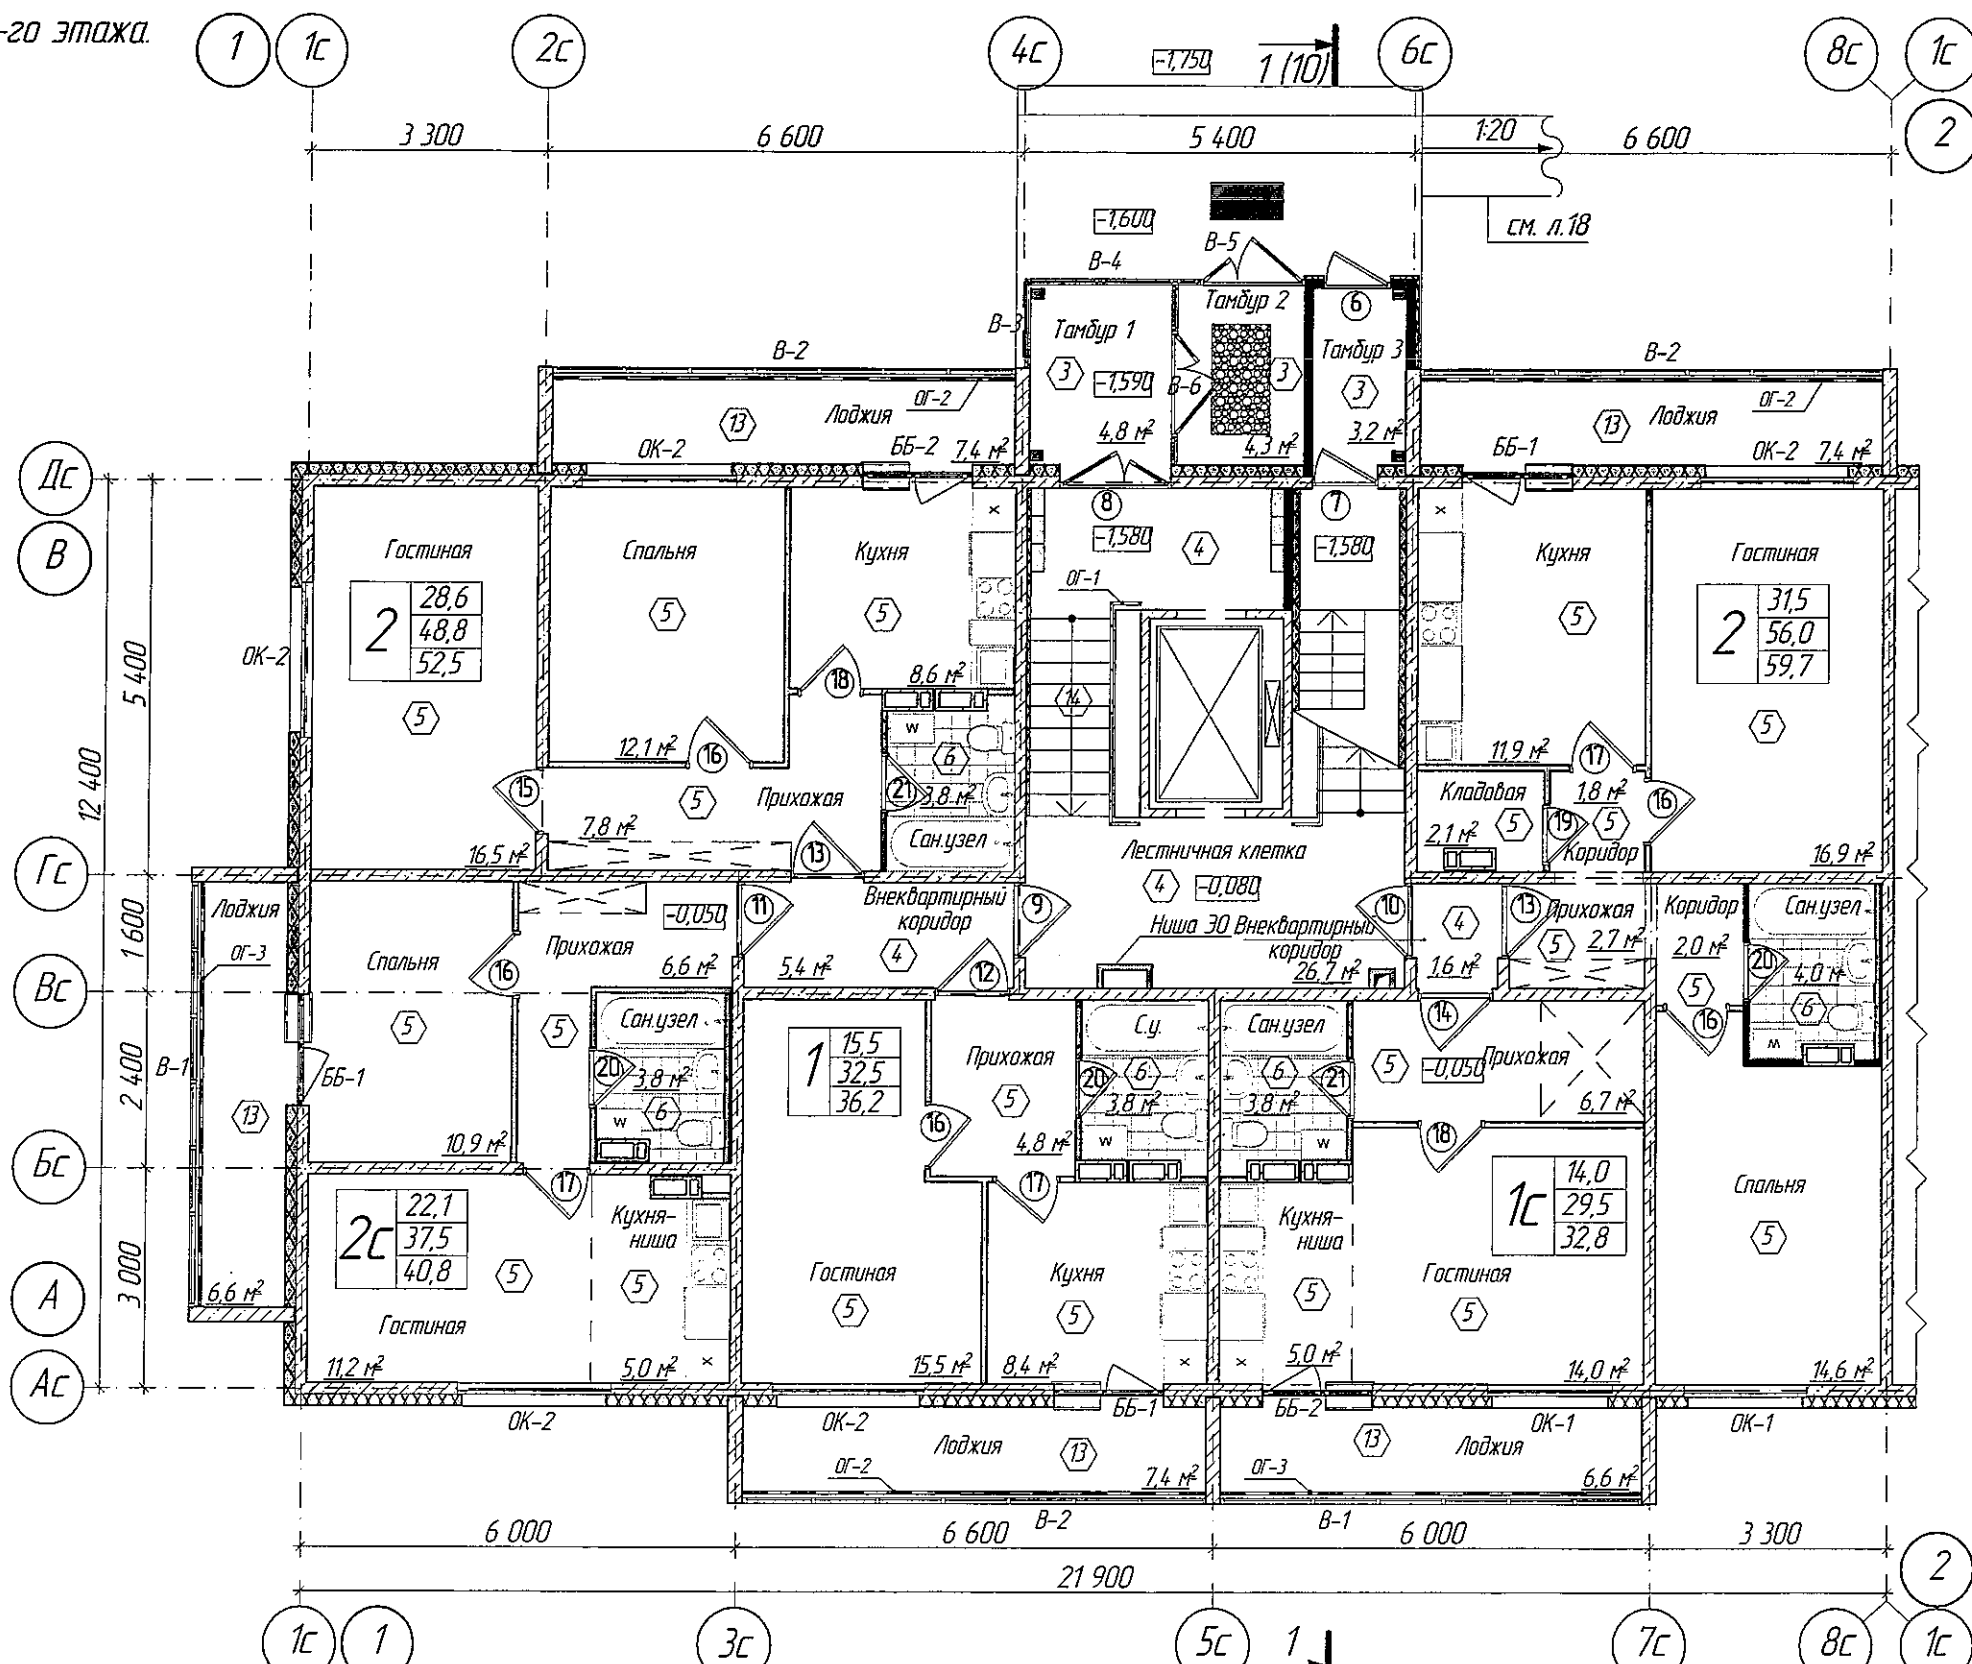 -го этажа.
1
1с
2с
4с
6с
8с
1с
2
-1,750
1 (10)
3 300
6 600
5 400
1:20
6 600
см. л.18
-1,600
В-5
В-4
Тамбур 2
6
В-3
Тамбур 1
Тамбур 3
3
-1,590
В-6
3
3
4,8 м²
4,3 м²
3,2 м²
В-2
ОГ-2
13
Лоджия
ОК-2
ББ-2
7,4 м²
В-2
ОГ-2
13
Лоджия
ББ-1
ОК-2
7,4 м²
Дс
В
Гс
Вс
Бс
А
Ас
5 400
12 400
1 600
2 400
3 000
ОК-2
Гостиная
2
28,6
48,8
52,5
5
16,5 м²
15
Спальня
5
12,1 м²
16
Кухня
5
8,6 м²
18
х
w
6
21
3,8 м²
Сан.узел
5
Прихожая
7,8 м²
13
8
-1,580
4
ОГ-1
14
7
-1,580
Лестничная клетка
4
-0,080
Ниша ЭО
26,7 м²
9
10
Внеквартирный
коридор
4
5,4 м²
11
12
Внеквартирный
коридор
4
1,6 м²
13
14
х
Кухня
5
11,9 м²
17
Гостиная
2
31,5
56,0
59,7
5
16,9 м²
Кладовая
2,1 м²
5
19
1,8 м²
5
Коридор
16
Прихожая
5
2,7 м²
Коридор
2,0 м²
5
16
Сан.узел
20
4,0 м²
6
w
Спальня
5
14,6 м²
ОК-1
Лоджия
ОГ-3
В-1
13
6,6 м²
ББ-1
Спальня
5
10,9 м²
16
-0,050
Прихожая
6,6 м²
5
Сан.узел
20
3,8 м²
6
w
17
2с
22,1
37,5
40,8
5
Гостиная
11,2 м²
Кухня-
ниша
5
5,0 м²
х
ОК-2
1
15,5
32,5
36,2
Гостиная
5
15,5 м²
Прихожая
5
4,8 м²
16
17
С.у.
6
20
3,8 м²
w
Кухня
5
8,4 м²
х
ОК-2
ББ-1
Лоджия
13
ОГ-2
7,4 м²
В-2
Сан.узел
6
21
3,8 м²
w
5
-0,050
Прихожая
6,7 м²
18
1с
14,0
29,5
32,8
Кухня-
ниша
5
5,0 м²
х
Гостиная
5
14,0 м²
ББ-2
ОК-1
13
Лоджия
ОГ-3
6,6 м²
В-1
6 000
6 600
6 000
3 300
21 900
1с
1
3с
5с
1
7с
8с
1с
2